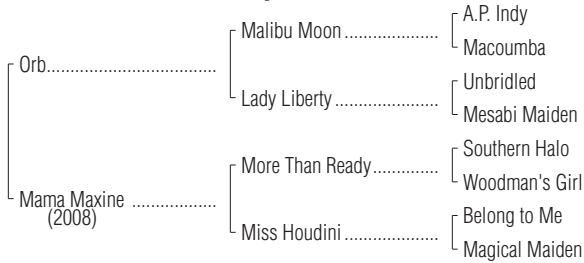 A.P. Indy
Malibu Moon ..................
Macoumba
Orb..................................
Unbridled
Lady Liberty ....................
Mesabi Maiden
Southern Halo
More Than Ready.............
Woodman's Girl
Mama Maxine .................
(2008)
Belong to Me
Miss Houdini ..................
Magical Maiden